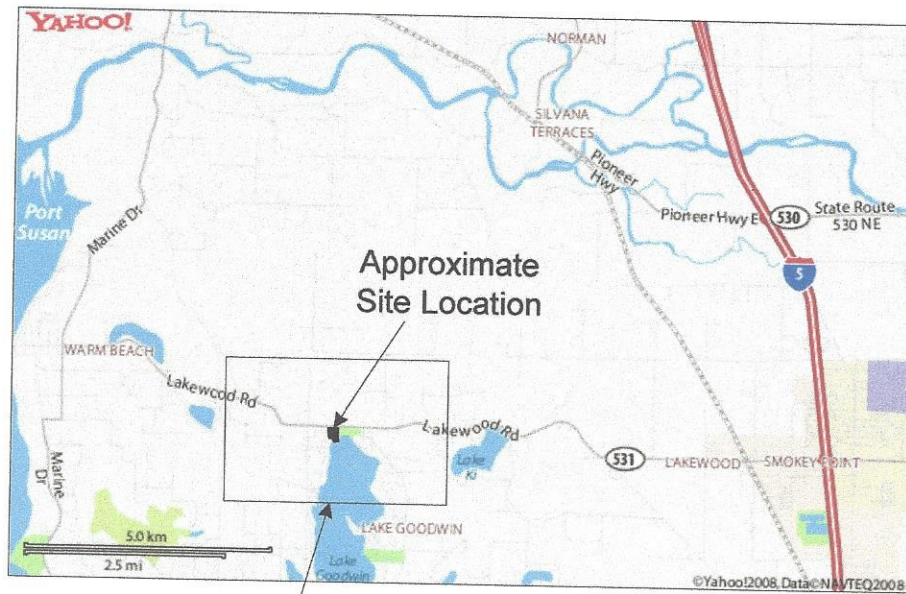 YAHOO!
NORMAN
SILVANA
TERRACES
Pioneer
Hwy
Pioneer Hwy E
530
State Route
530 NE
Port
Susan
Marine Dr
5
Approximate
Site Location
WARM BEACH
Lakewood Rd
Lakewood Rd
Lake
Ki
531
LAKEWOOD
SMOKEY POINT
Marine
Dr
LAKE GOODWIN
Lake
Goodwin
5.0 km
2.5 mi
©Yahoo!2008, Data©NAVTEQ2008